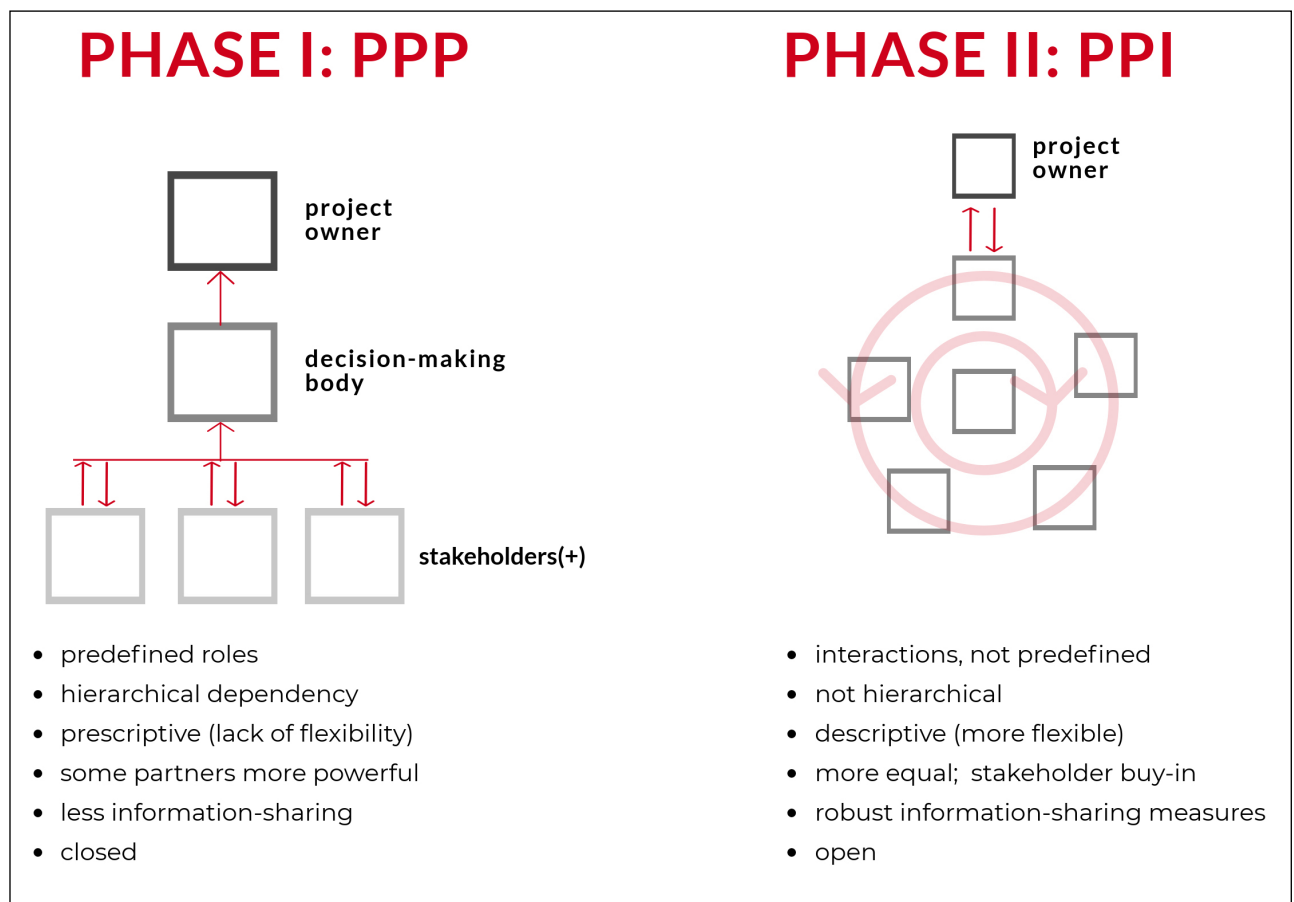 PHASE I: PPP
project
owner
decision-making
body
stakeholders(+)
• predefined roles
• hierarchical dependency
• prescriptive (lack of flexibility)
• some partners more powerful
• less information-sharing
• closed
PHASE II: PPI
project
owner
• interactions, not predefined
• not hierarchical
• descriptive (more flexible)
• more equal;  stakeholder buy-in
• robust information-sharing measures
• open